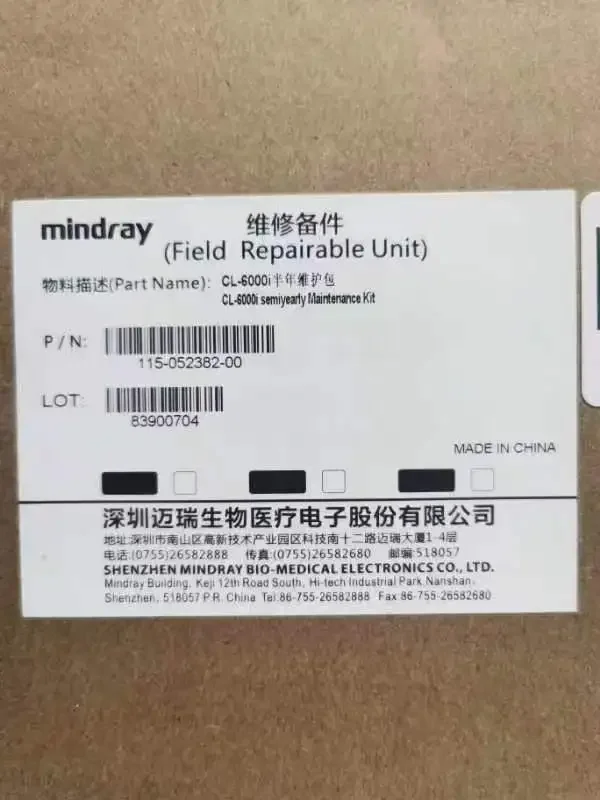 mindray
维修备件
(Field Repairable Unit)
物料描述(Part Name): CL-6000i半年维护包
CL-6000i semiyearly Maintenance Kit
P/N:
115-052382-00
LOT:
83900704
MADE IN CHINA
深圳迈瑞生物医疗电子股份有限公司
地址:深圳市南山区高新技术产业园区科技南十二路迈瑞大厦1-4层
电话:(0755)26582888 传真:(0755)26582680 邮编:518057
SHENZHEN MINDRAY BIO-MEDICAL ELECTRONICS CO., LTD.
Mindray Building, Keji 12th Road South, Hi-tech Industrial Park Nanshan,
Shenzhen, 518057 P.R. China Tel:86-755-26582888 Fax:86-755-26582680